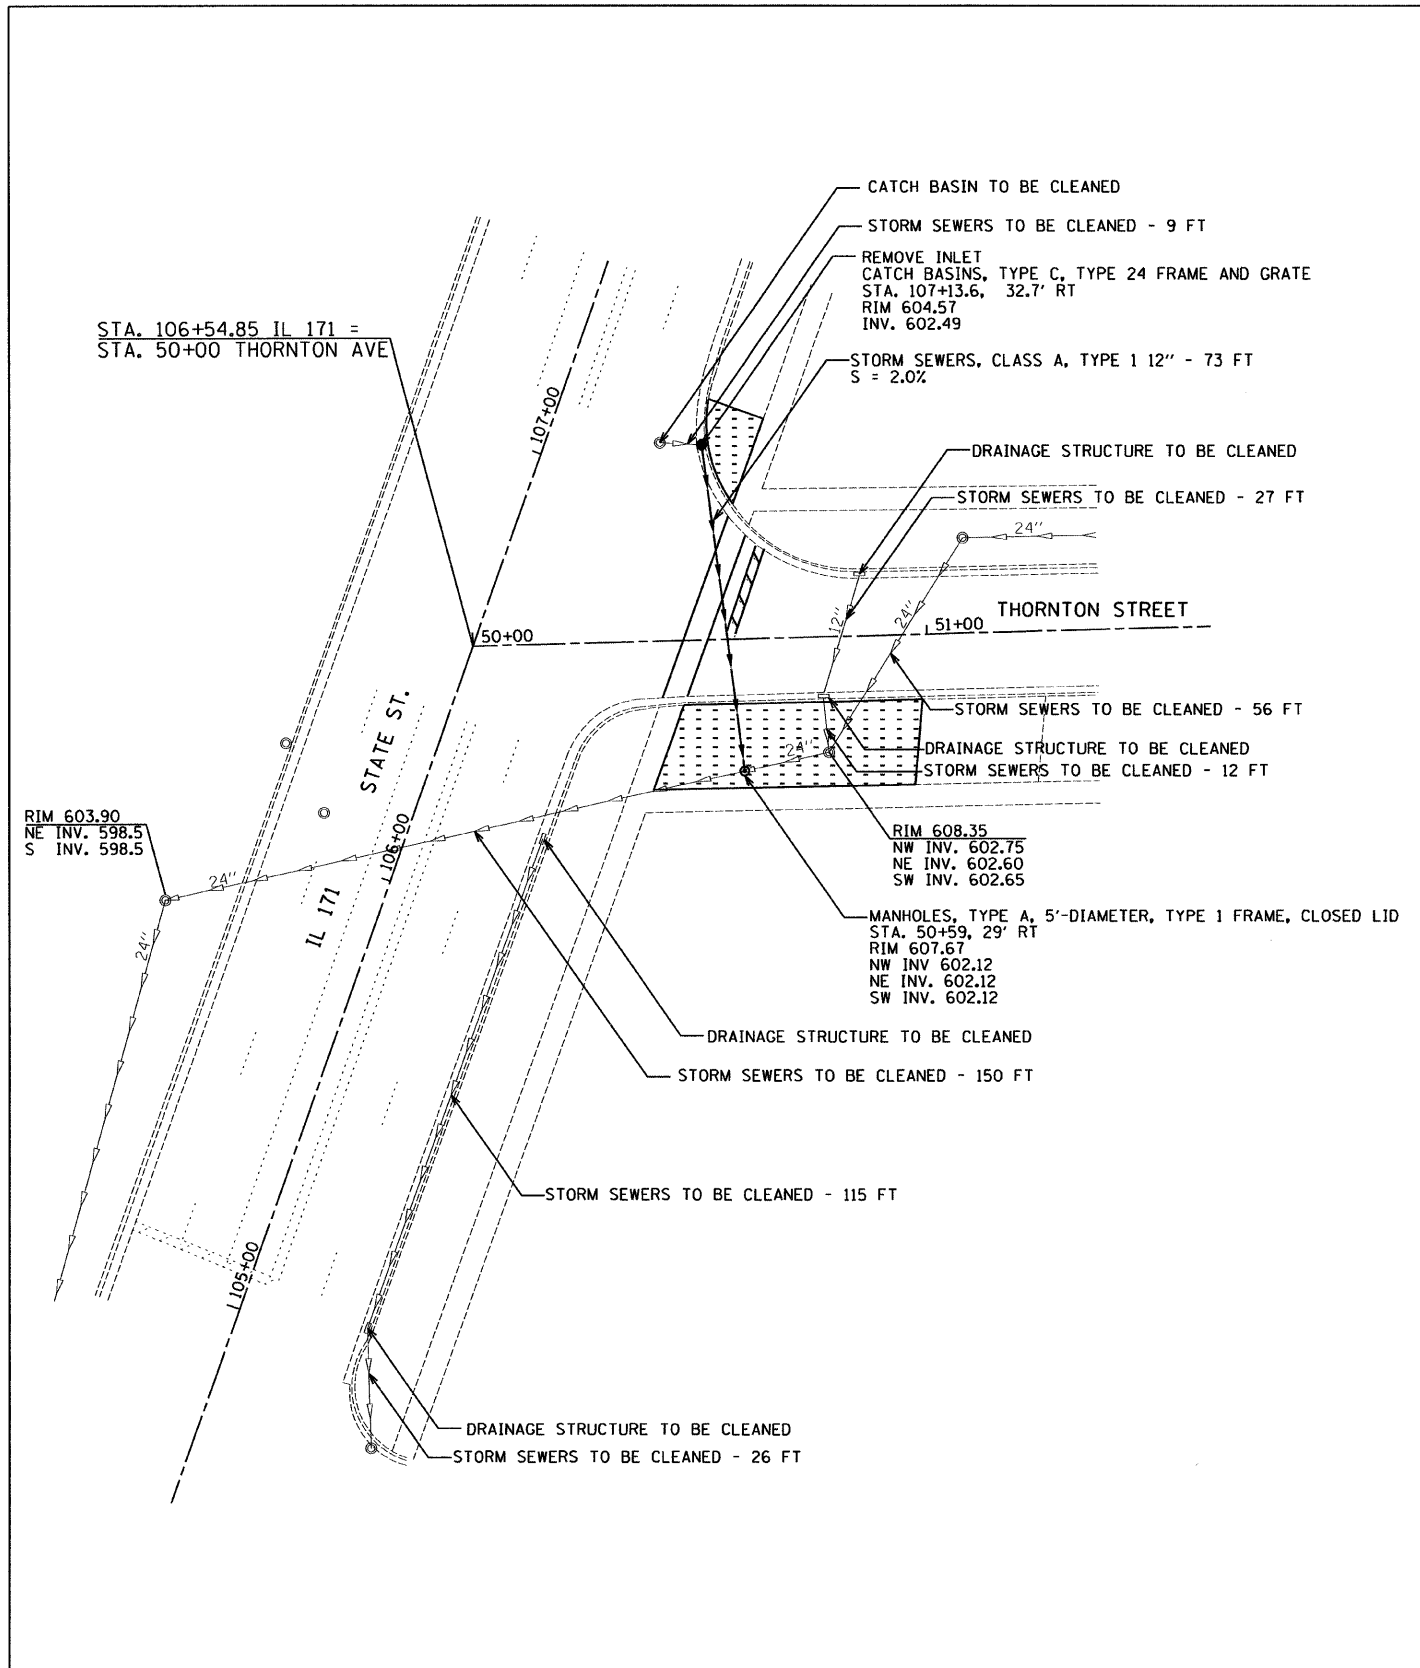 CATCH BASIN TO BE CLEANED
STORM SEWERS TO BE CLEANED - 9 FT
REMOVE INLET
CATCH BASINS, TYPE C, TYPE 24 FRAME AND GRATE
STA. 107+13.6, 32.7' RT
RIM 604.57
INV. 602.49
STA. 106+54.85 IL 171 =
STA. 50+00 THORNTON AVE
STORM SEWERS, CLASS A, TYPE 1 12" - 73 FT
S = 2.0%
107+00
DRAINAGE STRUCTURE TO BE CLEANED
STORM SEWERS TO BE CLEANED - 27 FT
24"
THORNTON STREET
12"
24"
50+00
51+00
STATE ST.
STORM SEWERS TO BE CLEANED - 56 FT
24"
DRAINAGE STRUCTURE TO BE CLEANED
STORM SEWERS TO BE CLEANED - 12 FT
RIM 603.90
NE INV. 598.5
S INV. 598.5
106+00
RIM 608.35
NW INV. 602.75
NE INV. 602.60
SW INV. 602.65
24"
IL 171
24"
MANHOLES, TYPE A, 5'-DIAMETER, TYPE 1 FRAME, CLOSED LID
STA. 50+59, 29' RT
RIM 607.67
NW INV 602.12
NE INV. 602.12
SW INV. 602.12
DRAINAGE STRUCTURE TO BE CLEANED
STORM SEWERS TO BE CLEANED - 150 FT
STORM SEWERS TO BE CLEANED - 115 FT
105+00
DRAINAGE STRUCTURE TO BE CLEANED
STORM SEWERS TO BE CLEANED - 26 FT